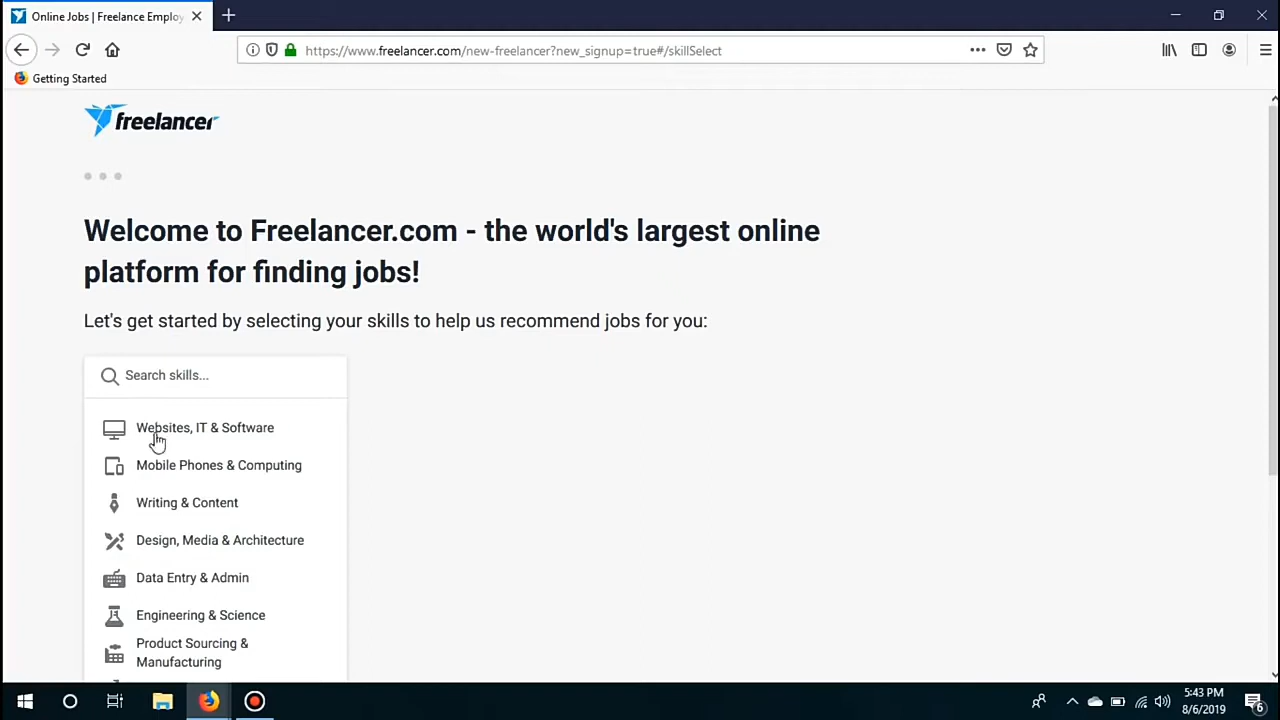 Online Jobs | Freelance Employ
https://www.freelancer.com/new-freelancer?new_signup=true#/skillSelect
Getting Started
freelancer
Welcome to Freelancer.com - the world's largest online
platform for finding jobs!
Let's get started by selecting your skills to help us recommend jobs for you:
Search skills...
Websites, IT & Software
Mobile Phones & Computing
Writing & Content
Design, Media & Architecture
Data Entry & Admin
Engineering & Science
Product Sourcing &
Manufacturing
5:43 PM
8/6/2019
6